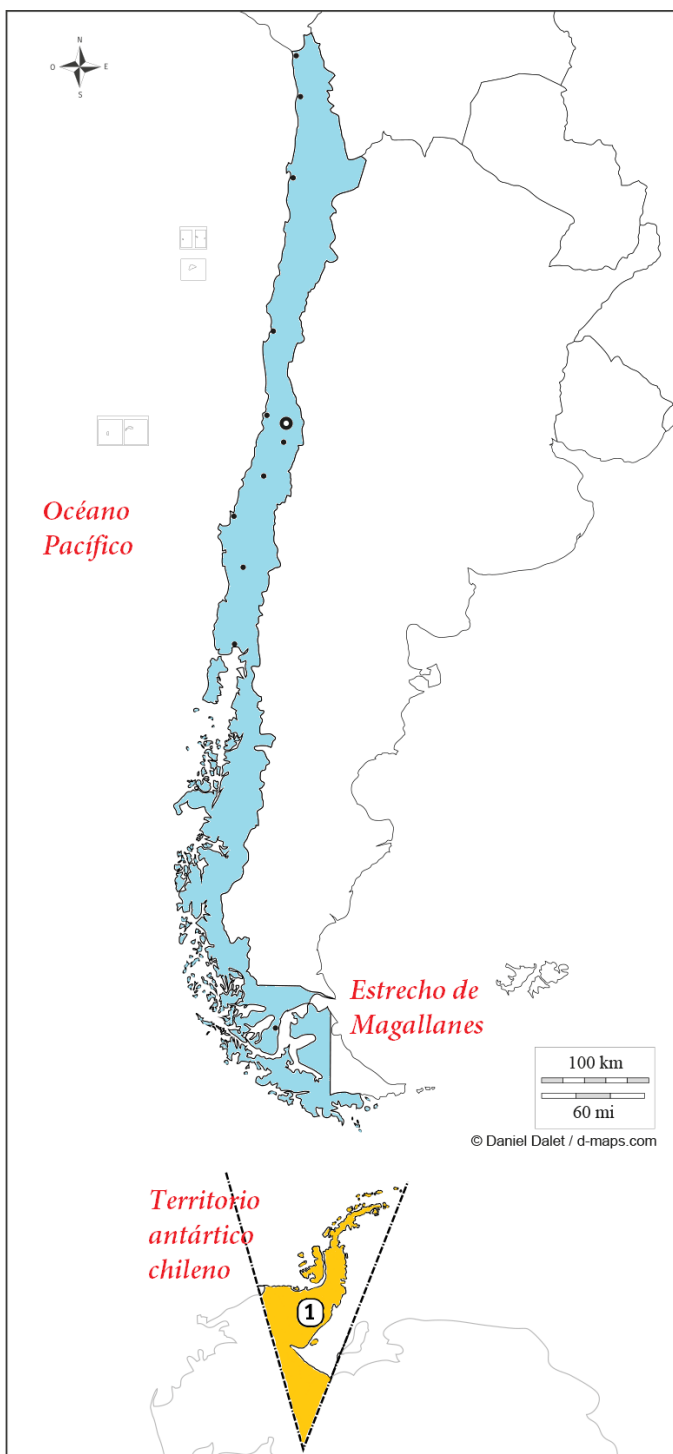 N
O E
S
Océano
Pacífico
Estrecho de
Magallanes
100 km
60 mi
© Daniel Dalet / d-maps.com
Territorio
antártico
chileno
1